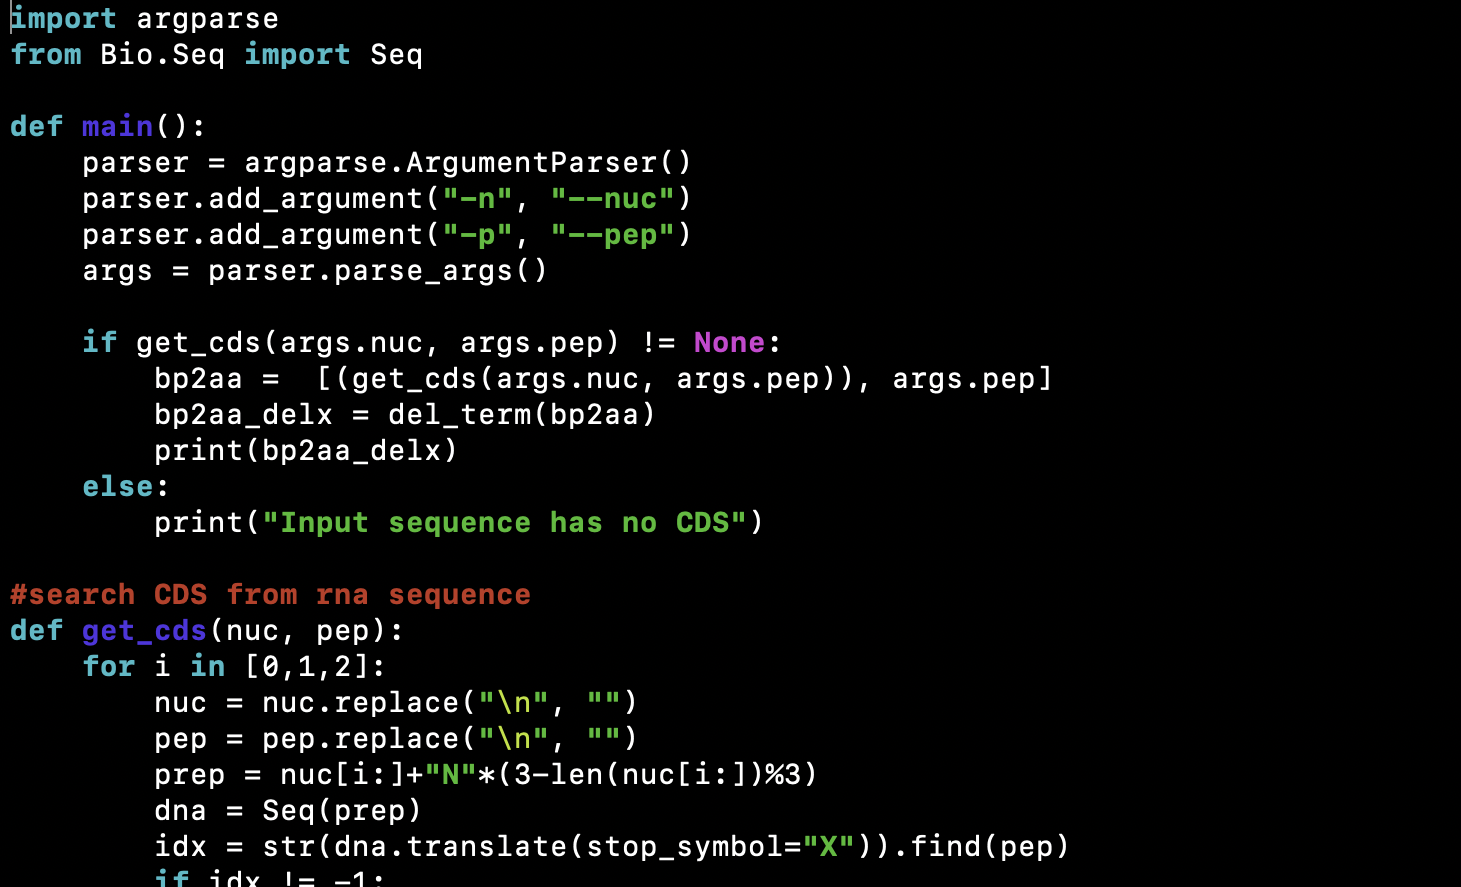 import argparse
from Bio.Seq import Seq

def main():
    parser = argparse.ArgumentParser()
    parser.add_argument("-n", "--nuc")
    parser.add_argument("-p", "--pep")
    args = parser.parse_args()

    if get_cds(args.nuc, args.pep) != None:
        bp2aa =  [(get_cds(args.nuc, args.pep)), args.pep]
        bp2aa_delx = del_term(bp2aa)
        print(bp2aa_delx)
    else:
        print("Input sequence has no CDS")

#search CDS from rna sequence
def get_cds(nuc, pep):
    for i in [0,1,2]:
        nuc = nuc.replace("\n", "")
        pep = pep.replace("\n", "")
        prep = nuc[i:]+"N"*(3-len(nuc[i:])%3)
        dna = Seq(prep)
        idx = str(dna.translate(stop_symbol="X")).find(pep)
        if idx != -1: